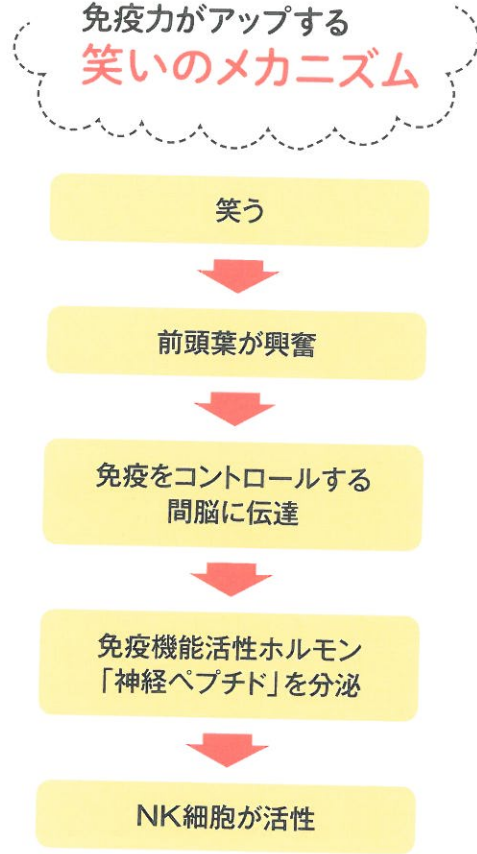 免疫力がアップする
笑いのメカニズム
笑う
前頭葉が興奮
免疫をコントロールする
間脳に伝達
免疫機能活性ホルモン
「神経ペプチド」を分泌
NK細胞が活性